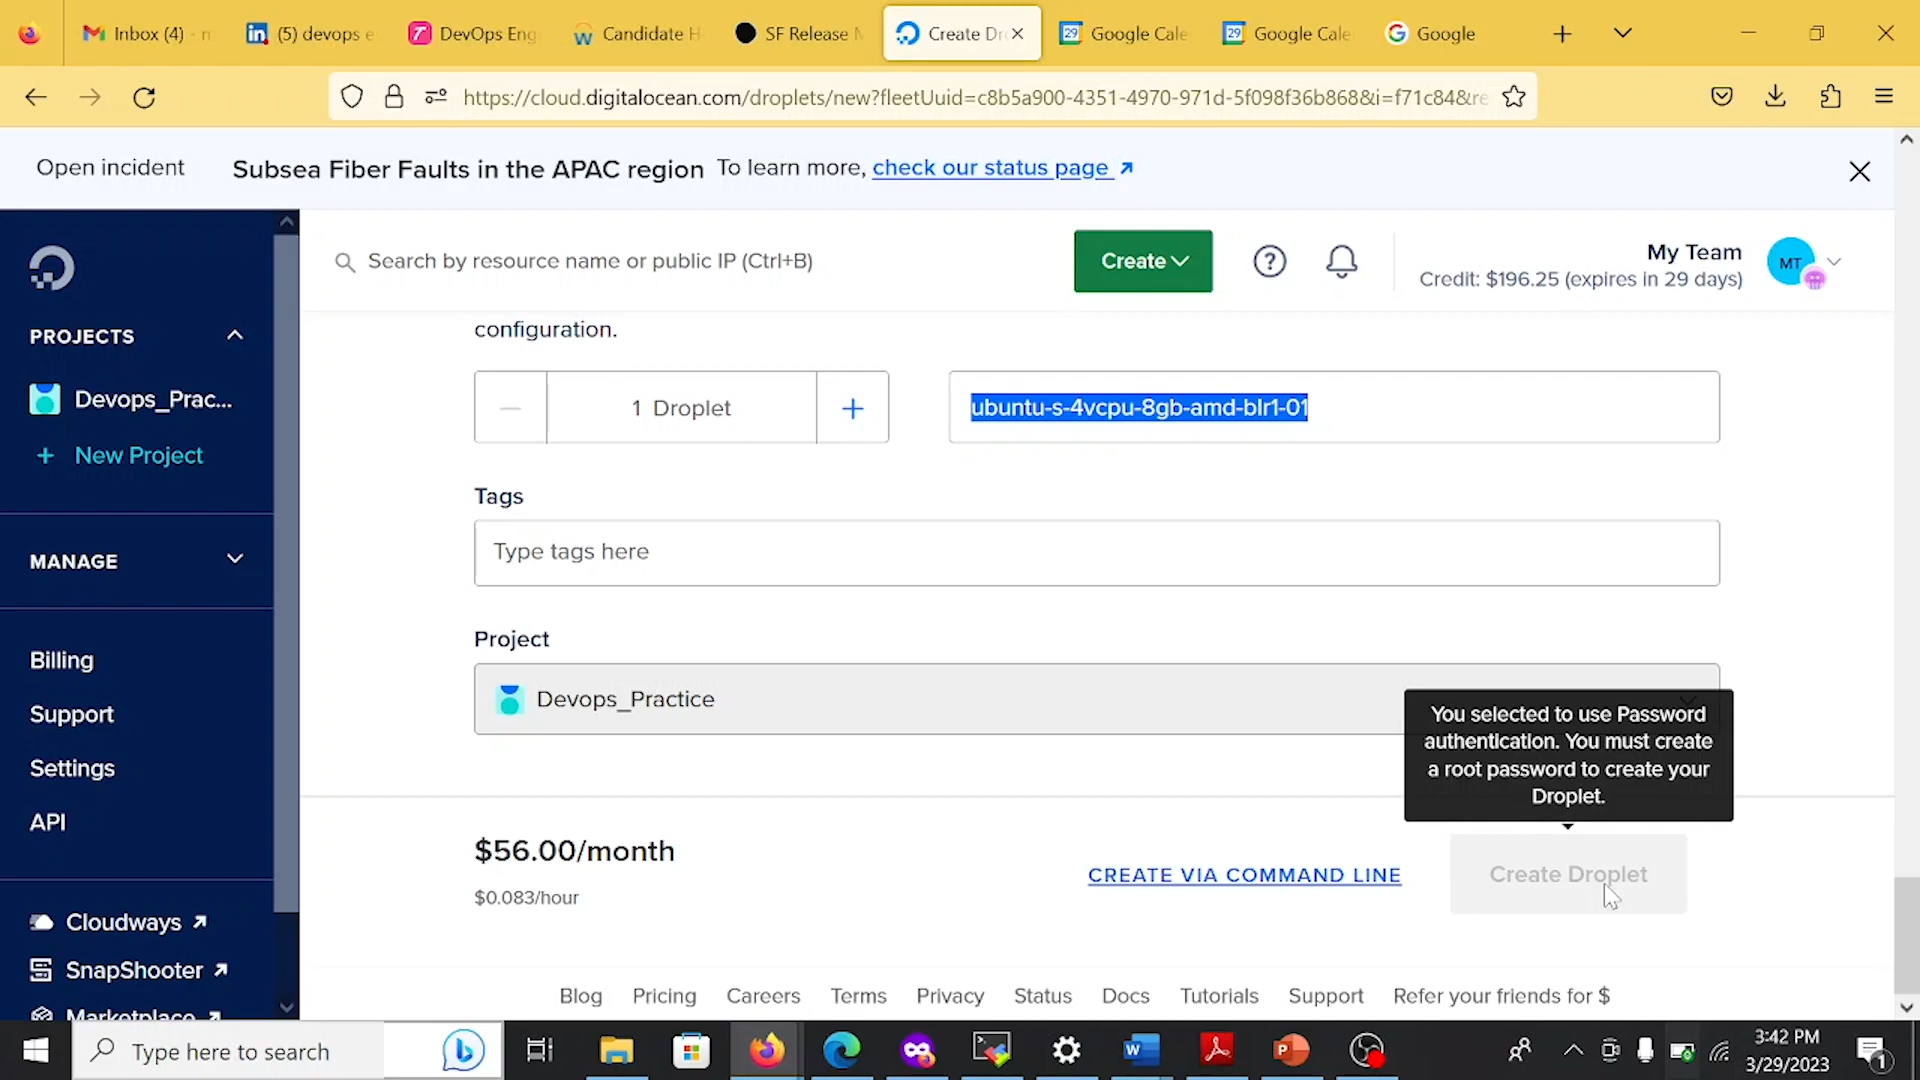 Inbox (4) - n
(5) devops e
DevOps Eng
Candidate H
SF Release M
Create Dr
Google Cale
Google Cale
Google
https://cloud.digitalocean.com/droplets/new?fleetUuid=c8b5a900-4351-4970-971d-5f098f36b868&i=f71c84&re
Open incident
Subsea Fiber Faults in the APAC region To learn more, check our status page
Search by resource name or public IP (Ctrl+B)
Create
My Team
Credit: $196.25 (expires in 29 days)
MT
PROJECTS
Devops_Prac...
+ New Project
MANAGE
Billing
Support
Settings
API
Cloudways
SnapShooter
Marketplace
configuration.
1 Droplet
ubuntu-s-4vcpu-8gb-amd-blr1-01
Tags
Type tags here
Project
Devops_Practice
You selected to use Password
authentication. You must create
a root password to create your
Droplet.
$56.00/month
$0.083/hour
CREATE VIA COMMAND LINE
Create Droplet
Blog Pricing Careers Terms Privacy Status Docs Tutorials Support Refer your friends for $
Type here to search
3:42 PM
3/29/2023
1